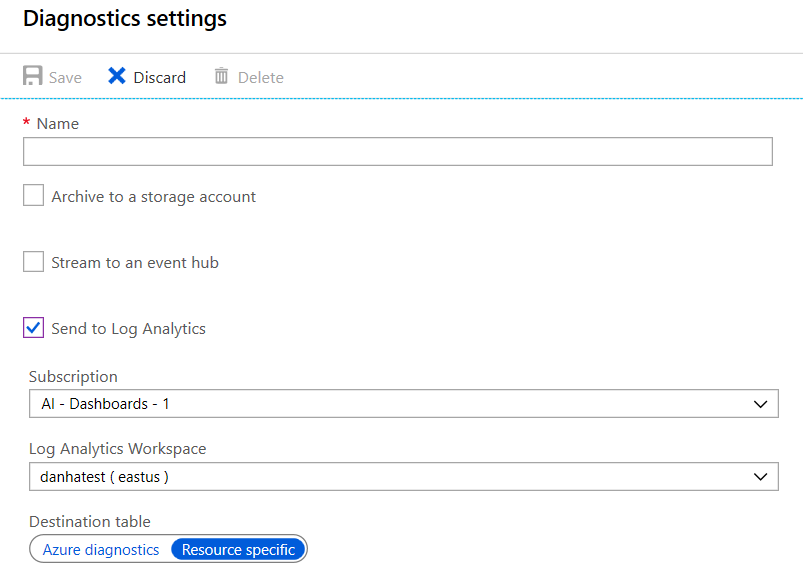 Diagnostics settings
Save Discard Delete
* Name
Archive to a storage account
Stream to an event hub
Send to Log Analytics
Subscription
AI - Dashboards - 1
Log Analytics Workspace
danhatest ( eastus )
Destination table
Azure diagnostics Resource specific